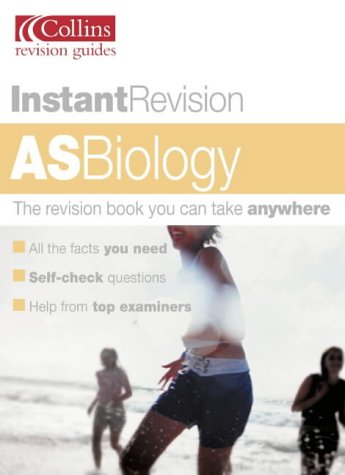 Collins
revision guides
InstantRevision
ASBiology
The revision book you can take anywhere
All the facts you need
Self-check questions
Help from top examiners